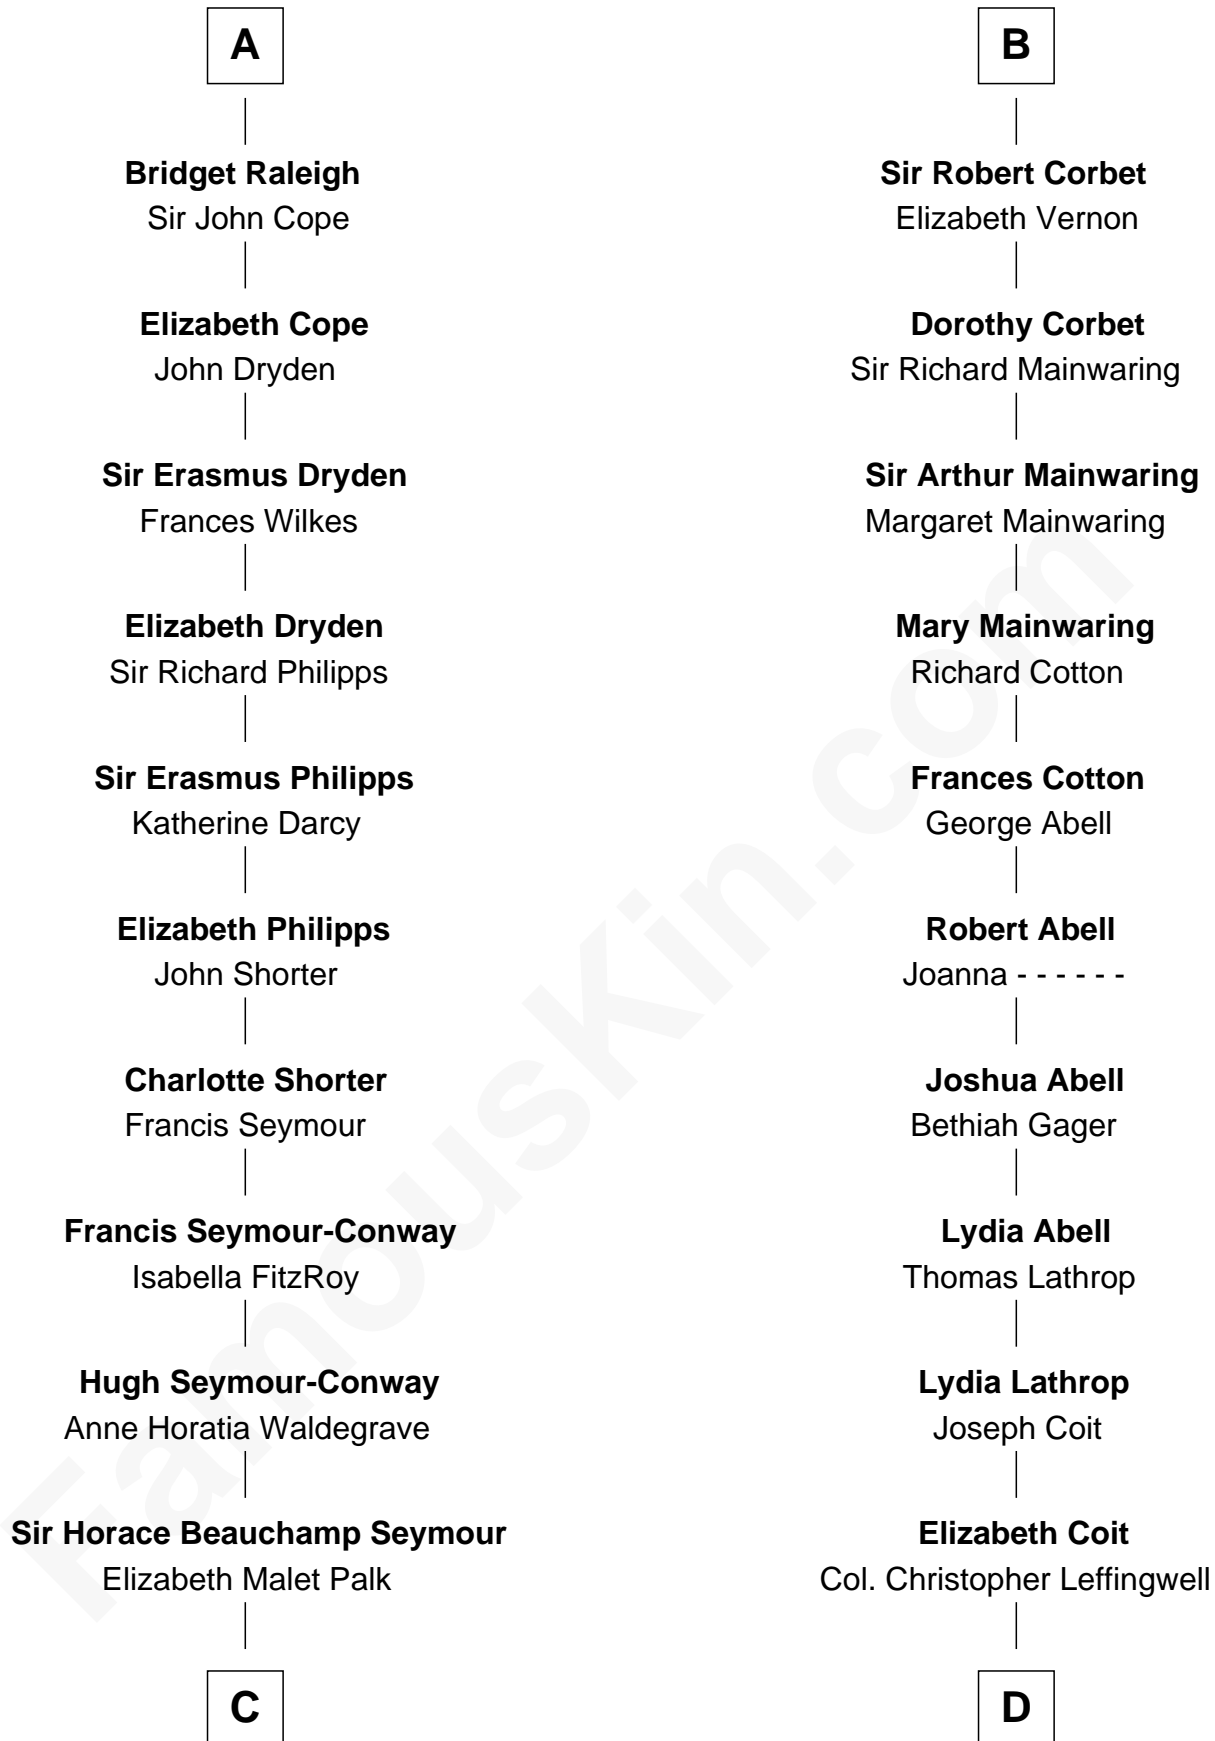 A
Bridget Raleigh
Sir John Cope
Elizabeth Cope
John Dryden
Sir Erasmus Dryden
Frances Wilkes
Elizabeth Dryden
Sir Richard Philipps
Sir Erasmus Philipps
Katherine Darcy
Elizabeth Philipps
John Shorter
Charlotte Shorter
Francis Seymour
Francis Seymour-Conway
Isabella FitzRoy
Hugh Seymour-Conway
Anne Horatia Waldegrave
Sir Horace Beauchamp Seymour
Elizabeth Malet Palk
C
B
Sir Robert Corbet
Elizabeth Vernon
Dorothy Corbet
Sir Richard Mainwaring
Sir Arthur Mainwaring
Margaret Mainwaring
Mary Mainwaring
Richard Cotton
Frances Cotton
George Abell
Robert Abell
Joanna - - - - - -
Joshua Abell
Bethiah Gager
Lydia Abell
Thomas Lathrop
Lydia Lathrop
Joseph Coit
Elizabeth Coit
Col. Christopher Leffingwell
D
FamousKin.com